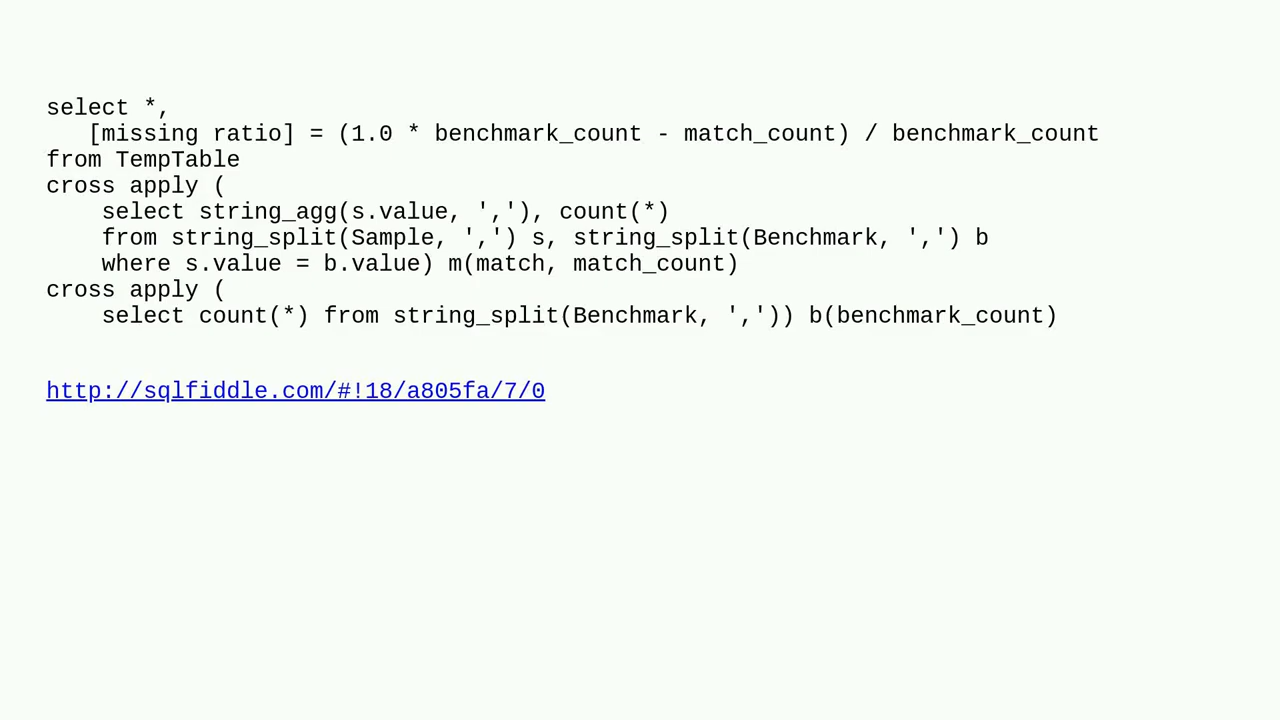 select *,
   [missing ratio] = (1.0 * benchmark_count - match_count) / benchmark_count
from TempTable
cross apply (
    select string_agg(s.value, ','), count(*)
    from string_split(Sample, ',') s, string_split(Benchmark, ',') b
    where s.value = b.value) m(match, match_count)
cross apply (
    select count(*) from string_split(Benchmark, ',')) b(benchmark_count)
http://sqlfiddle.com/#!18/a805fa/7/0